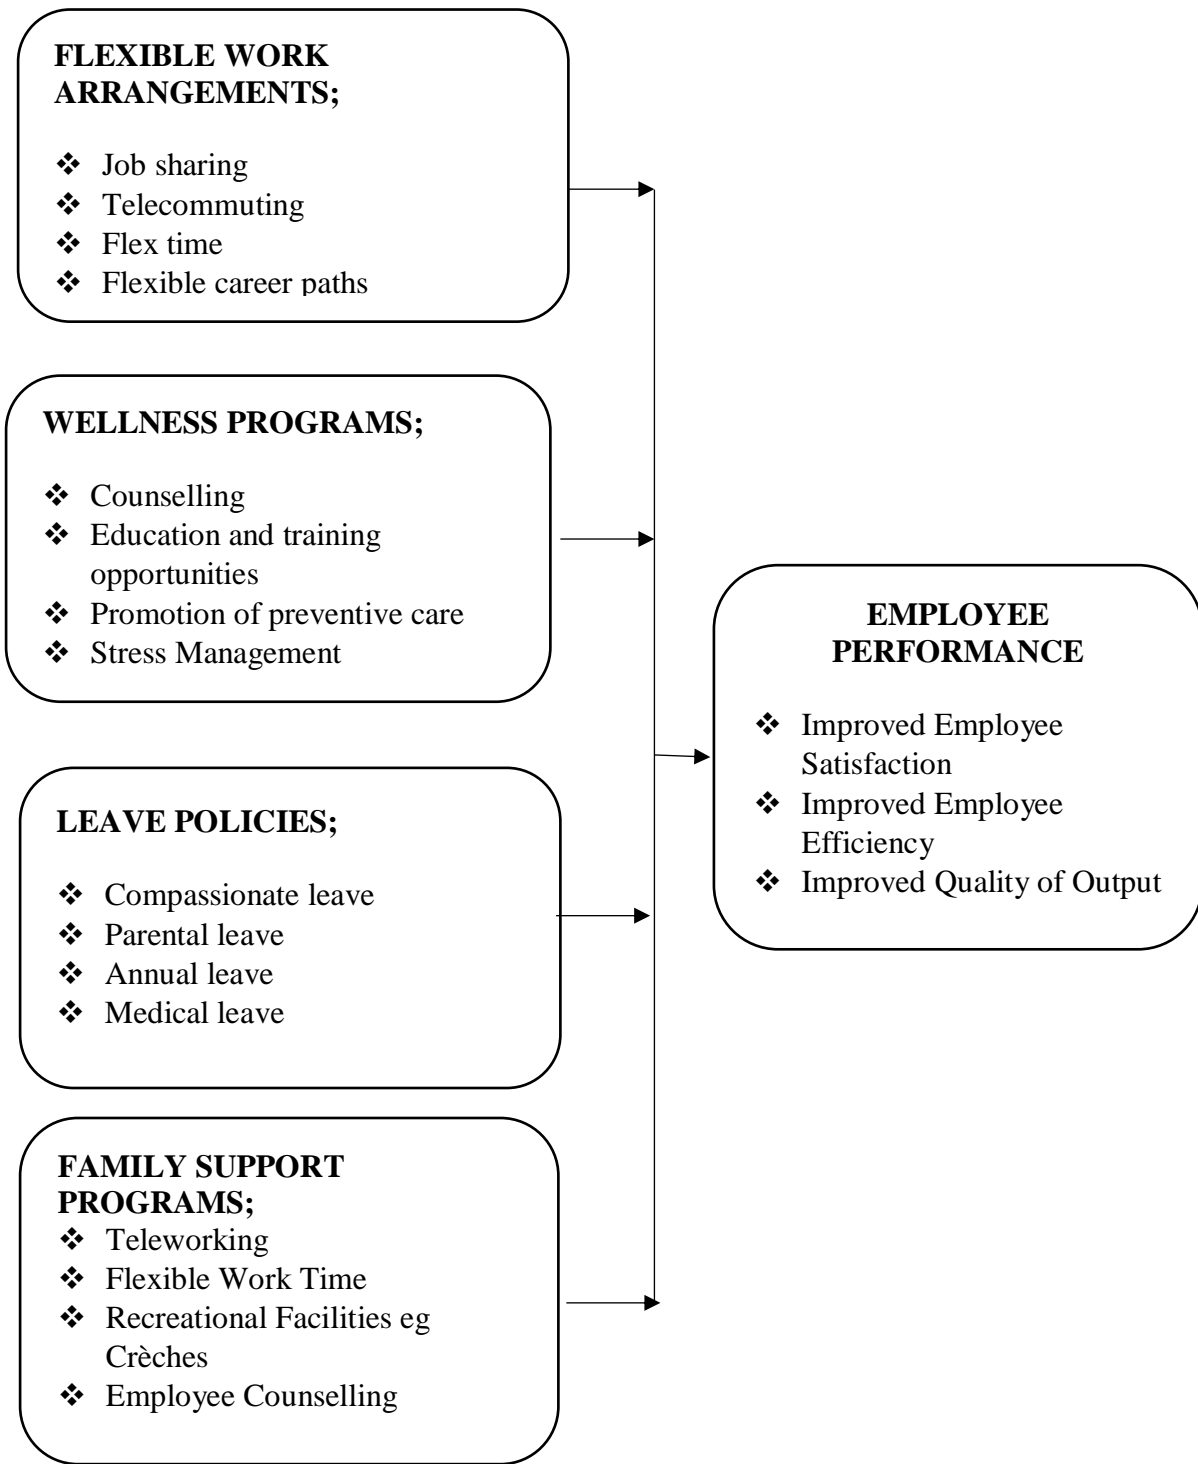 FLEXIBLE WORK
ARRANGEMENTS;
❖ Job sharing
❖ Telecommuting
❖ Flex time
❖ Flexible career paths
WELLNESS PROGRAMS;
❖ Counselling
❖ Education and training
opportunities
❖ Promotion of preventive care
❖ Stress Management
LEAVE POLICIES;
❖ Compassionate leave
❖ Parental leave
❖ Annual leave
❖ Medical leave
FAMILY SUPPORT
PROGRAMS;
❖ Teleworking
❖ Flexible Work Time
❖ Recreational Facilities eg
Crèches
❖ Employee Counselling
EMPLOYEE
PERFORMANCE
❖ Improved Employee
Satisfaction
❖ Improved Employee
Efficiency
❖ Improved Quality of Output